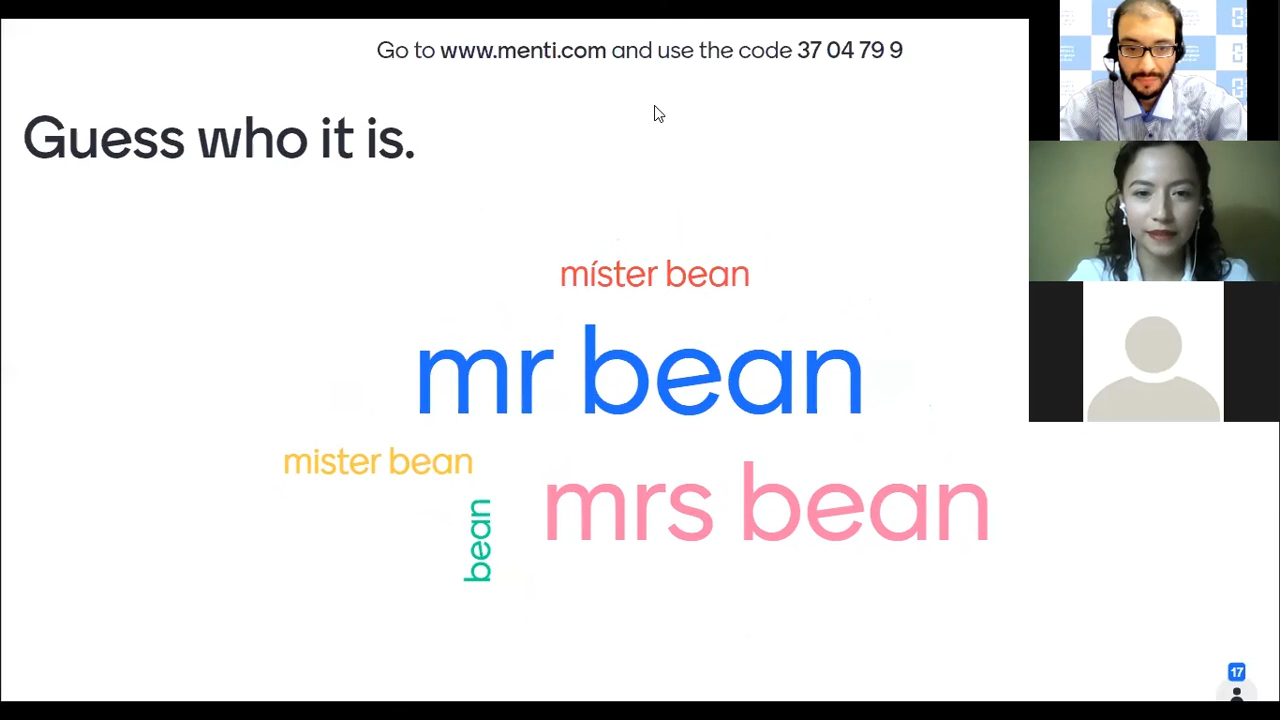 Go to www.menti.com and use the code 37 04 79 9
Guess who it is.
míster bean
mr bean
mister bean
mrs bean
bean
17